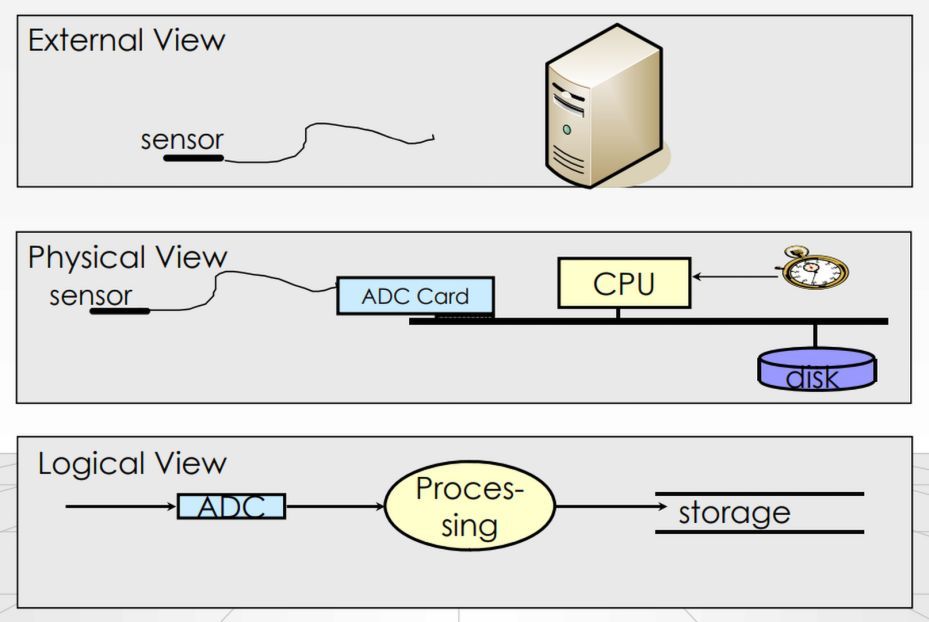 External View
sensor
Physical View
sensor
ADC Card
CPU
disk
Logical View
ADC
Proces-
sing
storage